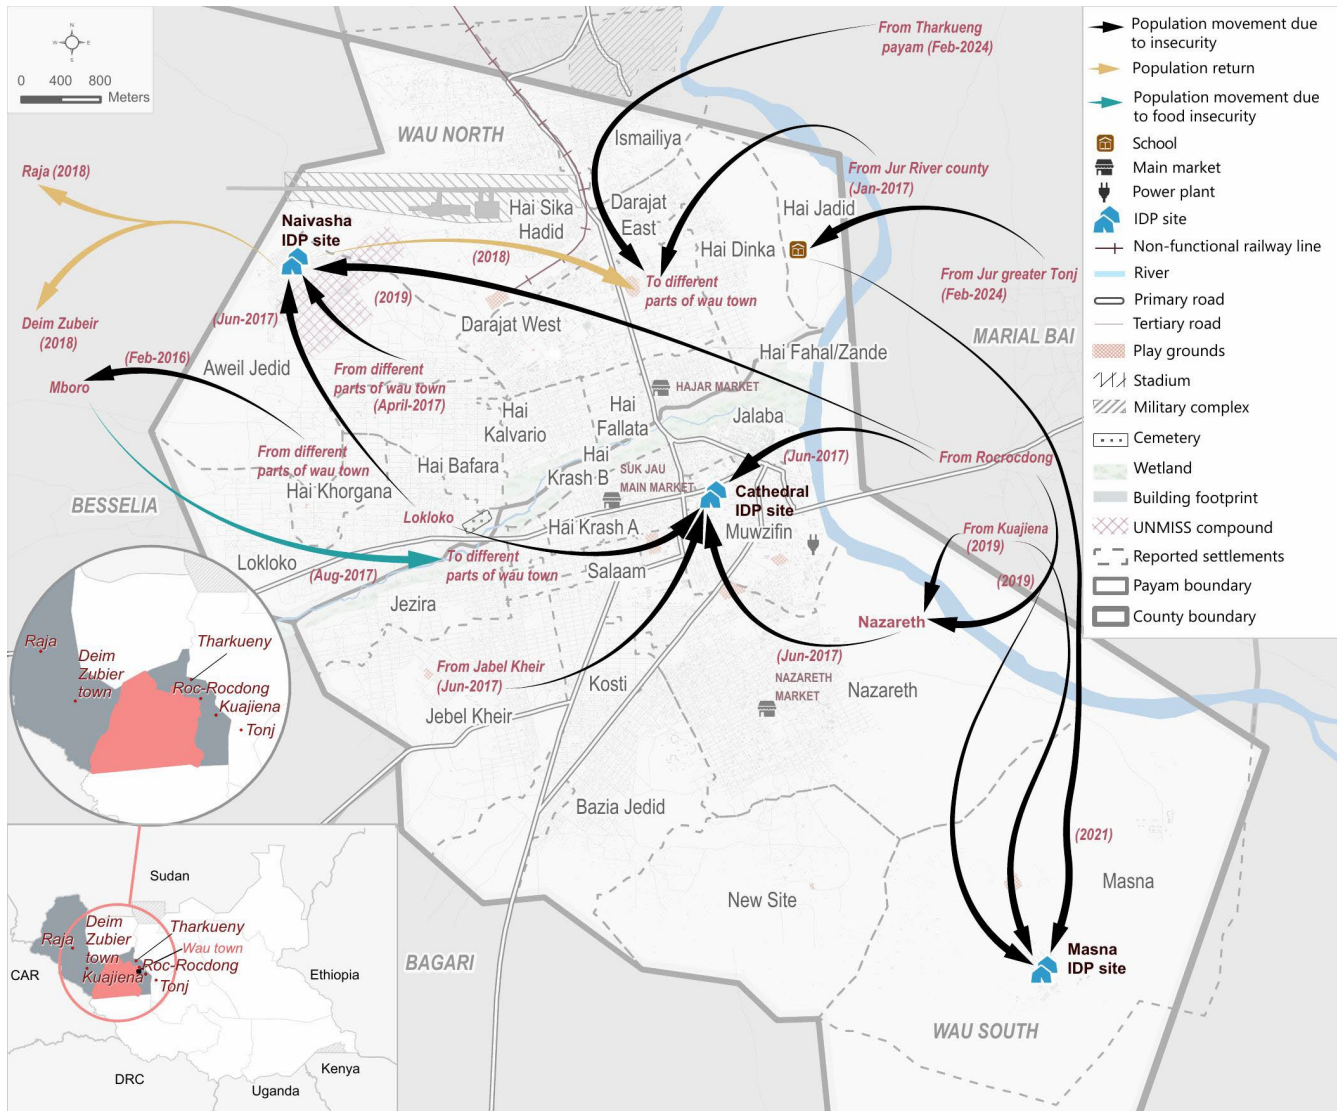 N
W
E
S
0
400
800
Meters
From Tharkueng
payam (Feb-2024)
WAU NORTH
Ismailiya
Raja (2018)
From Jur River county
(Jan-2017)
Hai Sika
Hadid
Darajat
East
Hai Jadid
Naivasha
IDP site
Hai Dinka
(2018)
(2019)
To different
parts of wau town
From Jur greater Tonj
(Feb-2024)
Deim Zubeir
(2018)
(Jun-2017)
Darajat West
MARIAL BAI
(Feb-2016)
Aweil Jedid
Hai Fahal/Zande
Mboro
From different
parts of wau town
(April-2017)
HAJAR MARKET
Hai
Kalvario
Hai
Fallata
Jalaba
From different
parts of wau town
Hai Bafara
Hai
Krash B
(Jun-2017)
From Rocrocdong
SUK JAU
MAIN MARKET
Hai Khorgana
BESSELIA
Cathedral
IDP site
Lokloko
Hai Krash A
Muwzifin
From Kuajiena
(2019)
Lokloko
(Aug-2017)
To different
parts of wau town
Salaam
(2019)
Jezira
Nazareth
From Jabel Kheir
(Jun-2017)
(Jun-2017)
NAZARETH
MARKET
Kosti
Nazareth
Jebel Kheir
Bazia Jedid
(2021)
New Site
Masna
Masna
IDP site
BAGARI
WAU SOUTH
Raja
Deim
Zubier
town
Tharkueny
Roc-Rocdong
Kuajiena
Tonj
Sudan
Deim
Zubier
town
Tharkueny
Raja
Wau town
Roc-Rocdong
Kuajiena
Tonj
CAR
Ethiopia
DRC
Uganda
Kenya
Population movement due
to insecurity
Population return
Population movement due
to food insecurity
School
Main market
Power plant
IDP site
Non-functional railway line
River
Primary road
Tertiary road
Play grounds
Stadium
Military complex
Cemetery
Wetland
Building footprint
UNMISS compound
Reported settlements
Payam boundary
County boundary